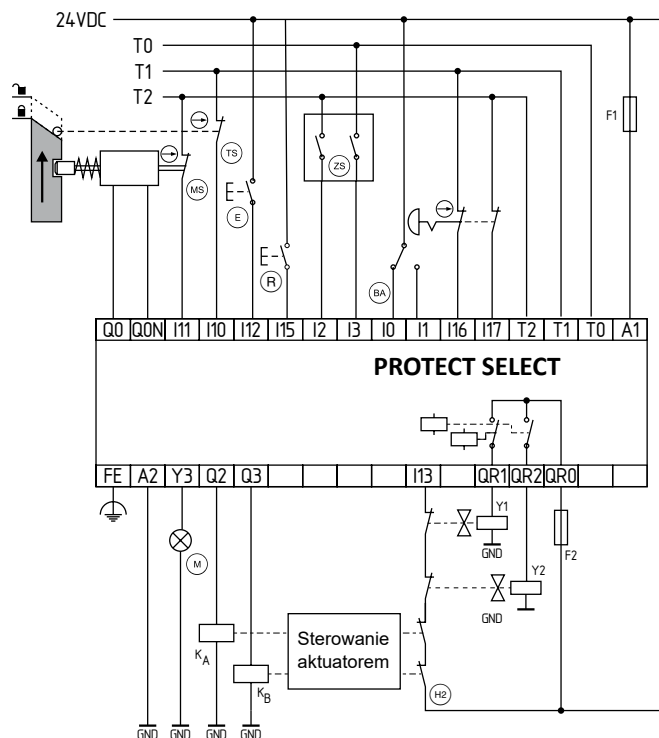 24VDC
T0
T1
T2
F1
TS
MS
ZS
E
R
BA
Q0 Q0N I11 I10 I12 I15 I2 I3 I0 I1 I16 I17 T2 T1 T0 A1
PROTECT SELECT
FE A2 Y3 Q2 Q3 I13 QR1 QR2 QR0
Y1
GND
F2
Y2
GND
M
Sterowanie
aktuatorem
KA
KB
H2
GND GND GND GND